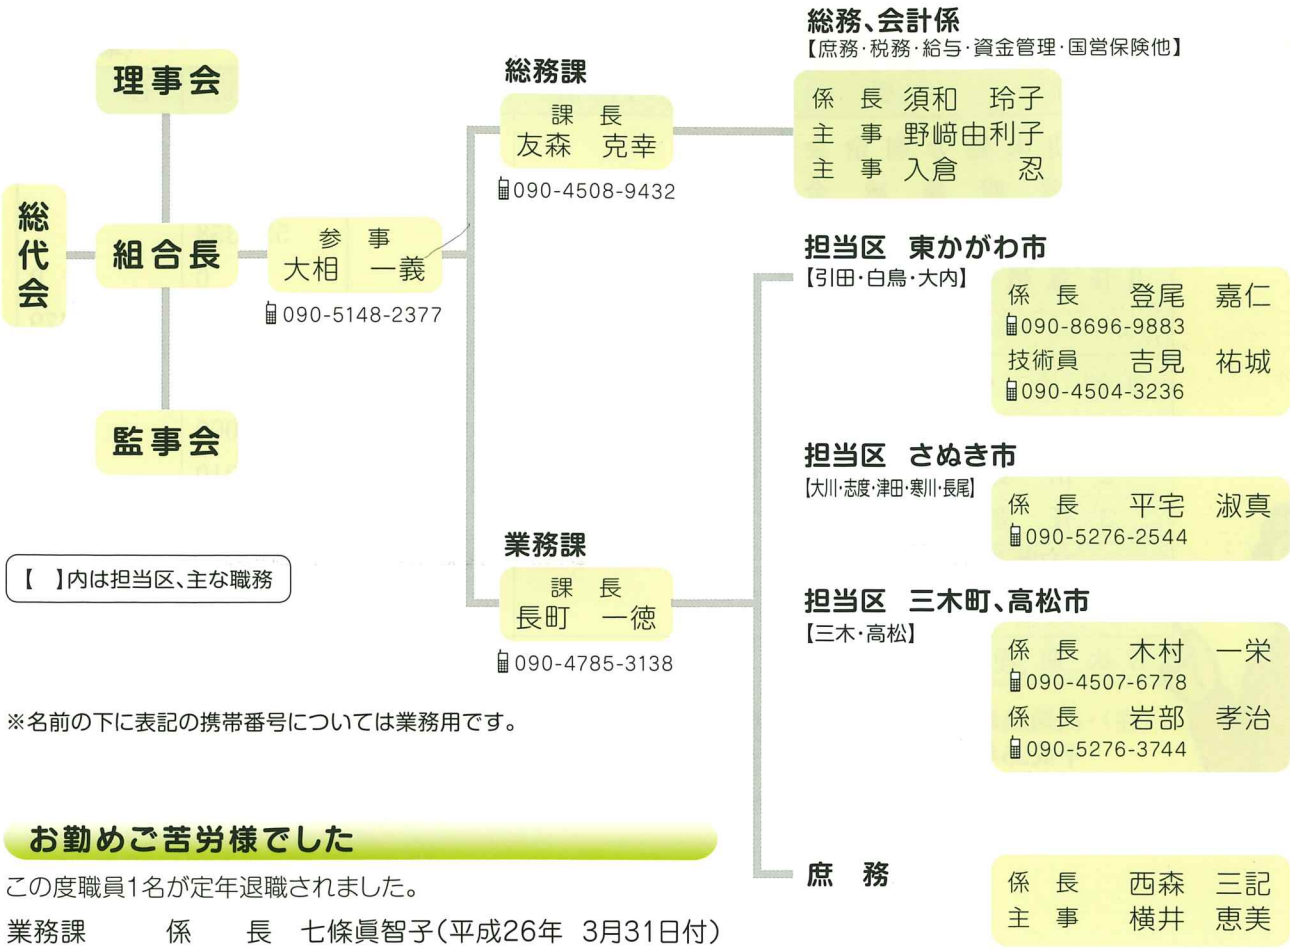 理事会
総代会
組合長
監事会
参　事
大相　一義
090-5148-2377
総務課
課　長
友森　克幸
090-4508-9432
総務、会計係
【庶務・税務・給与・資金管理・国営保険他】
係　長　須和　玲子
主　事　野﨑由利子
主　事　入倉　　忍
業務課
課　長
長町　一徳
090-4785-3138
担当区　東かがわ市
【引田・白鳥・大内】
係　長　登尾　嘉仁
090-8696-9883
技術員　吉見　祐城
090-4504-3236
担当区　さぬき市
【大川・志度・津田・寒川・長尾】
係　長　平宅　淑真
090-5276-2544
担当区　三木町、高松市
【三木・高松】
係　長　木村　一栄
090-4507-6778
係　長　岩部　孝治
090-5276-3744
庶　務
係　長　西森　三記
主　事　横井　恵美
【　】内は担当区、主な職務
※名前の下に表記の携帯番号については業務用です。
お勤めご苦労様でした
この度職員1名が定年退職されました。
業務課　　係　長　七條眞智子（平成26年 3月31日付）